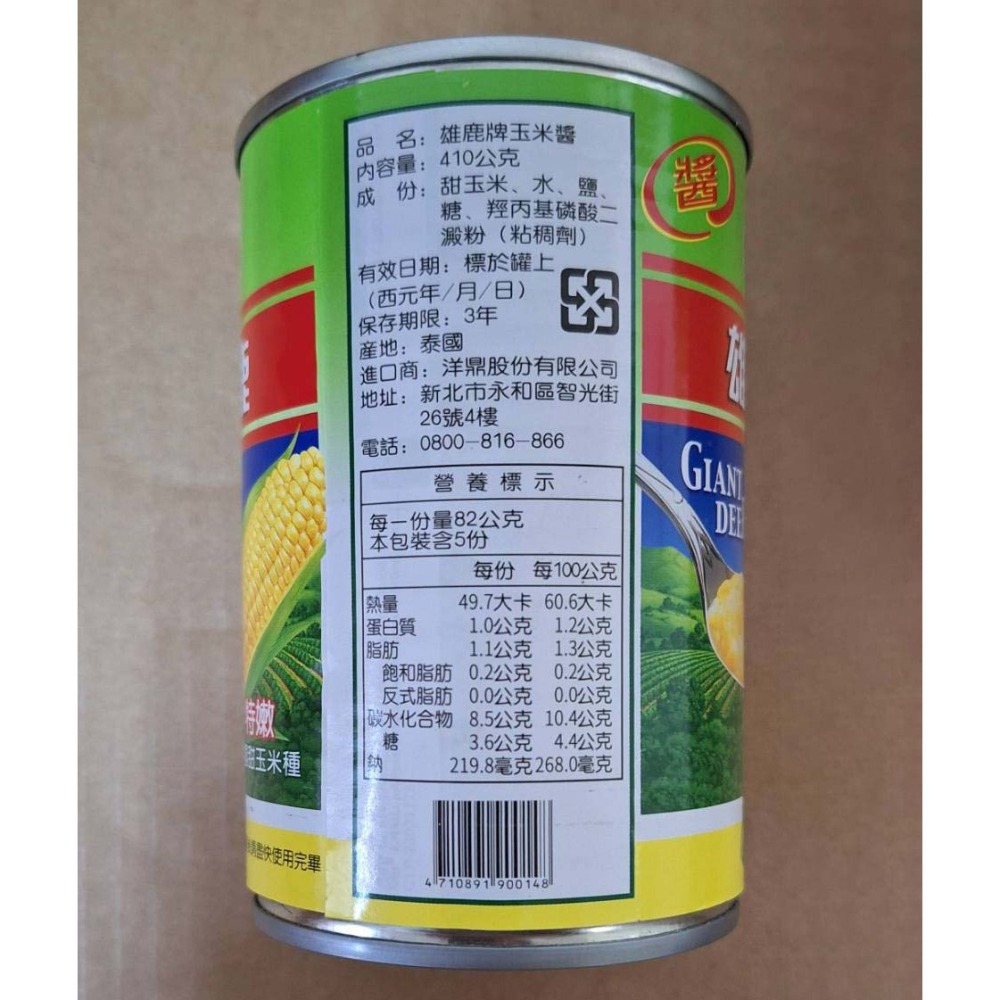 品 名：雄鹿牌玉米醬
內容量：410公克
成 份：甜玉米、水、鹽、
糖、羥丙基磷酸二
澱粉（粘稠劑）
有效日期：標於罐上
（西元年/月/日）
保存期限：3年
產地：泰國
進口商：洋鼎股份有限公司
地址：新北市永和區智光街
26號4樓
電話：0800-816-866
營養標示
每一份量82公克
本包裝含5份
每份 每100公克
熱量 49.7大卡 60.6大卡
蛋白質 1.0公克 1.2公克
脂肪 1.1公克 1.3公克
飽和脂肪 0.2公克 0.2公克
反式脂肪 0.0公克 0.0公克
碳水化合物 8.5公克 10.4公克
糖 3.6公克 4.4公克
鈉 219.8毫克 268.0毫克
4 710891 900148
醬
GIANT
DEE
特嫩
甜玉米種
盡快使用完畢